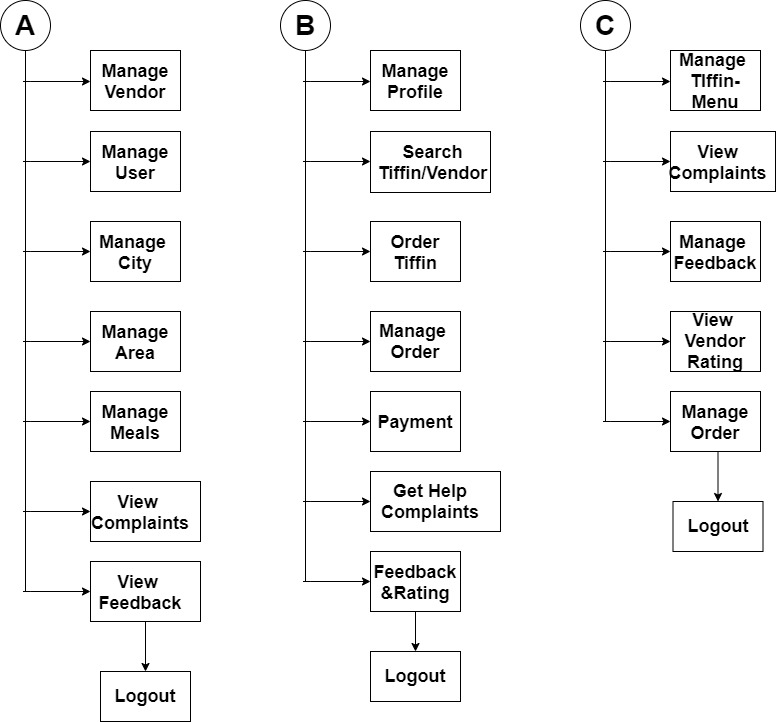 A
Manage
Vendor
Manage
User
Manage
City
Manage
Area
Manage
Meals
View
Complaints
View
Feedback
Logout
B
Manage
Profile
Search
Tiffin/Vendor
Order
Tiffin
Manage
Order
Payment
Get Help
Complaints
Feedback
&Rating
Logout
C
Manage
TIffin-
Menu
View
Complaints
Manage
Feedback
View
Vendor
Rating
Manage
Order
Logout